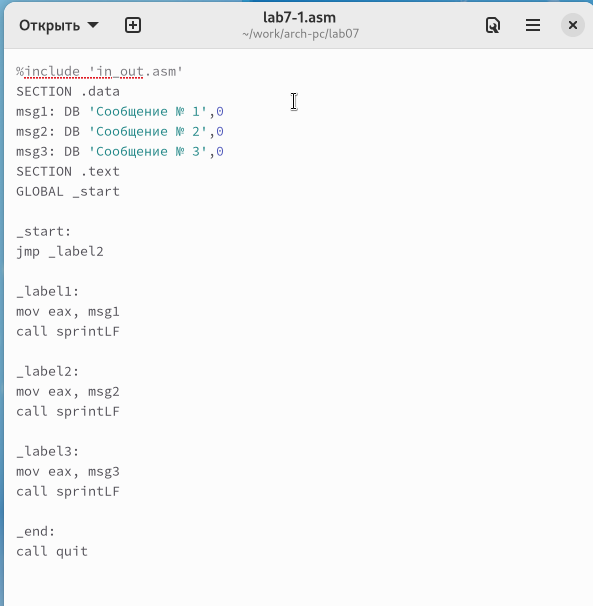 Открыть
lab7-1.asm
~/work/arch-pc/lab07
%include 'in_out.asm'
SECTION .data
msg1: DB 'Сообщение № 1',0
msg2: DB 'Сообщение № 2',0
msg3: DB 'Сообщение № 3',0
SECTION .text
GLOBAL _start
_start:
jmp _label2
_label1:
mov eax, msg1
call sprintLF
_label2:
mov eax, msg2
call sprintLF
_label3:
mov eax, msg3
call sprintLF
_end:
call quit